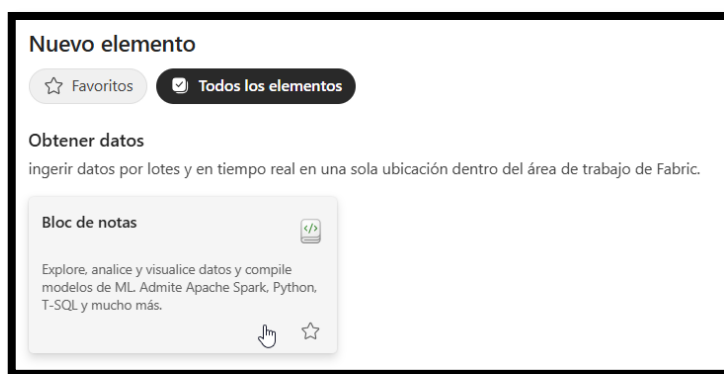 Nuevo elemento
Favoritos
Todos los elementos
Obtener datos
ingerir datos por lotes y en tiempo real en una sola ubicación dentro del área de trabajo de Fabric.
Bloc de notas
</>
Explore, analice y visualice datos y compile
modelos de ML. Admite Apache Spark, Python,
T-SQL y mucho más.